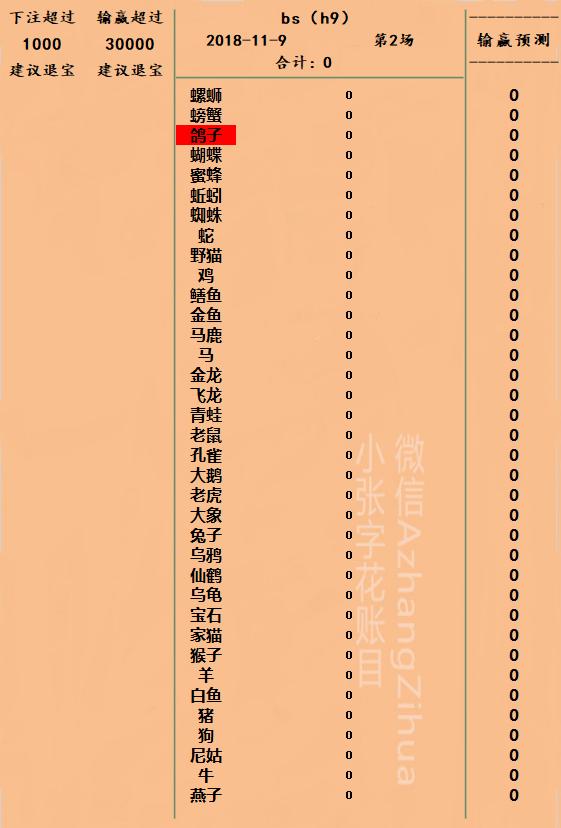 下注超过 输赢超过
1000 30000
建议退宝 建议退宝
bs（h9）
2018-11-9 第2场
合计：0
-----------
输赢预测
-----------
螺蛳 0 0
螃蟹 0 0
鸽子 0 0
蝴蝶 0 0
蜜蜂 0 0
蚯蚓 0 0
蜘蛛 0 0
蛇 0 0
野猫 0 0
鸡 0 0
鳝鱼 0 0
金鱼 0 0
马鹿 0 0
马 0 0
金龙 0 0
飞龙 0 0
青蛙 0 0
老鼠 0 0
孔雀 0 0
大鹅 0 0
老虎 0 0
大象 0 0
兔子 0 0
乌鸦 0 0
仙鹤 0 0
乌龟 0 0
宝石 0 0
家猫 0 0
猴子 0 0
羊 0 0
白鱼 0 0
猪 0 0
狗 0 0
尼姑 0 0
牛 0 0
燕子 0 0
微信AzhangZihua
小张字花账目